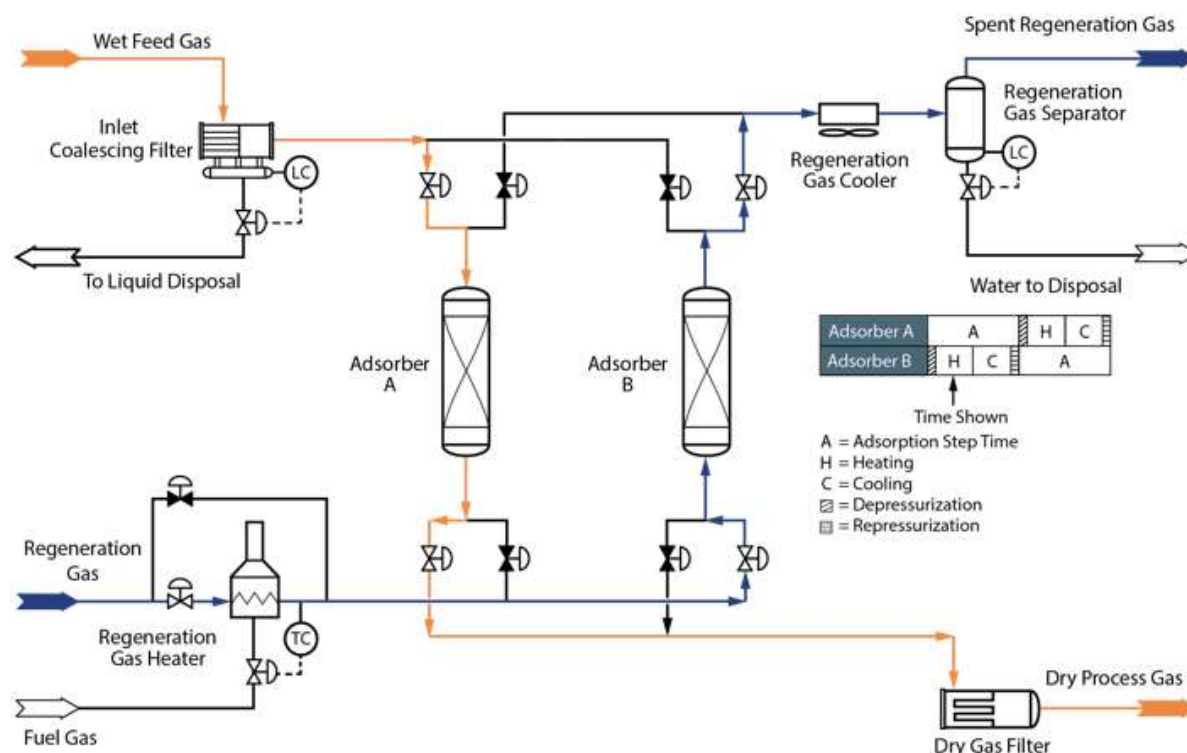 Wet Feed Gas
Spent Regeneration Gas
Inlet
Coalescing Filter
LC
Regeneration
Gas Cooler
Regeneration
Gas Separator
LC
To Liquid Disposal
Water to Disposal
Adsorber
A
Adsorber
B
Adsorber A A H C
Adsorber B H C A
Time Shown
A = Adsorption Step Time
H = Heating
C = Cooling
= Depressurization
= Repressurization
Regeneration
Gas
Regeneration
Gas Heater
TC
Fuel Gas
Dry Process Gas
Dry Gas Filter